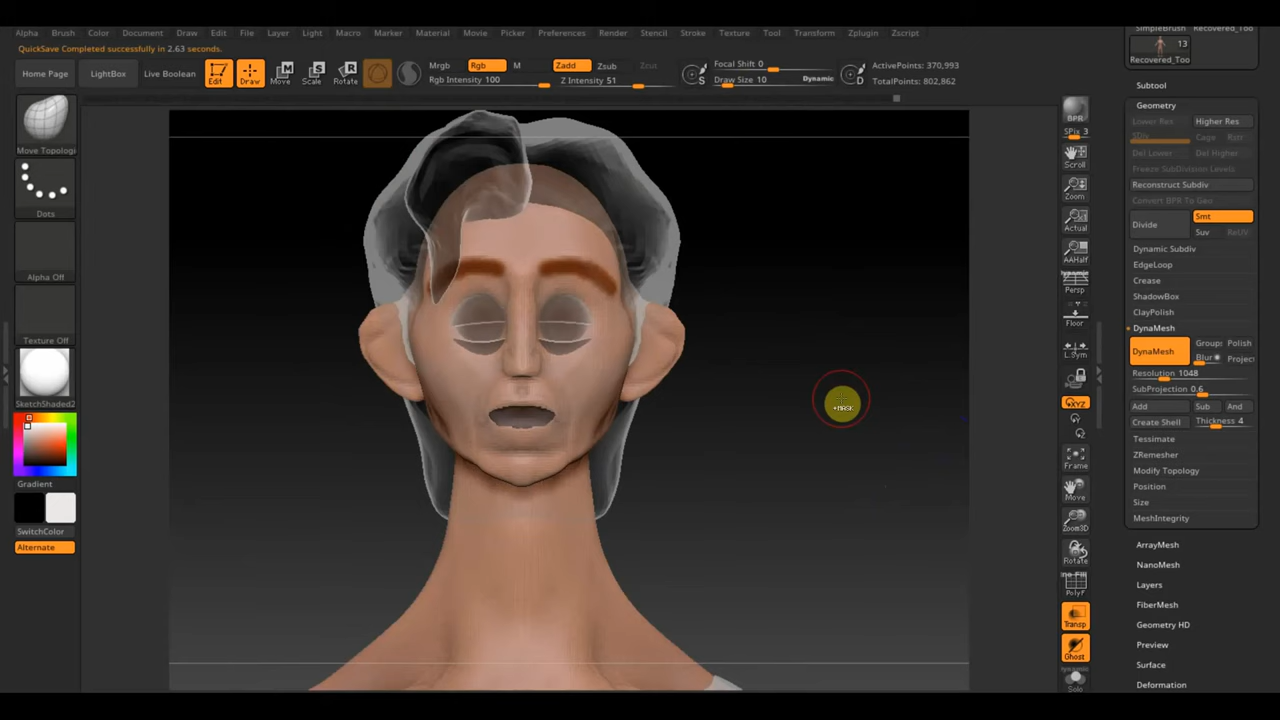 SimpleBrush Recovered_Too
Alpha Brush Color Document Draw Edit File Layer Light Macro Marker Material Movie Picker Preferences Render Stencil Stroke Texture Tool Transform Zplugin Zscript
13
QuickSave Completed successfully in 2.63 seconds.
Recovered_Too
Home Page LightBox Live Boolean Edit Draw Move Scale Rotate
Mrgb Rgb M Zadd Zsub Zcut
Rgb Intensity 100 Z Intensity 51
S Focal Shift 0
Draw Size 10 Dynamic
D ActivePoints: 370,993
TotalPoints: 802,862
Move Topologi
Dots
Alpha Off
Texture Off
SketchShaded2
Gradient
SwitchColor
Alternate
+MASK
BPR
SPix 3
Scroll
Zoom
Actual
AAHalf
dynamic
Persp
Floor
L.Sym
XYZ
Y
Z
Frame
Move
Zoom3D
Rotate
PolyF
Transp
Ghost
dynamic
Solo
Subtool
Geometry
Lower Res Higher Res
SDiv Cage Rstr
Del Lower Del Higher
Freeze SubDivision Levels
Reconstruct Subdiv
Convert BPR To Geo
Divide Smt
Suv ReUV
Dynamic Subdiv
EdgeLoop
Crease
ShadowBox
ClayPolish
DynaMesh
DynaMesh Groups Polish
Blur Project
Resolution 1048
SubProjection 0.6
Add Sub And
Create Shell Thickness 4
Tessimate
ZRemesher
Modify Topology
Position
Size
MeshIntegrity
ArrayMesh
NanoMesh
Layers
FiberMesh
Geometry HD
Preview
Surface
Deformation